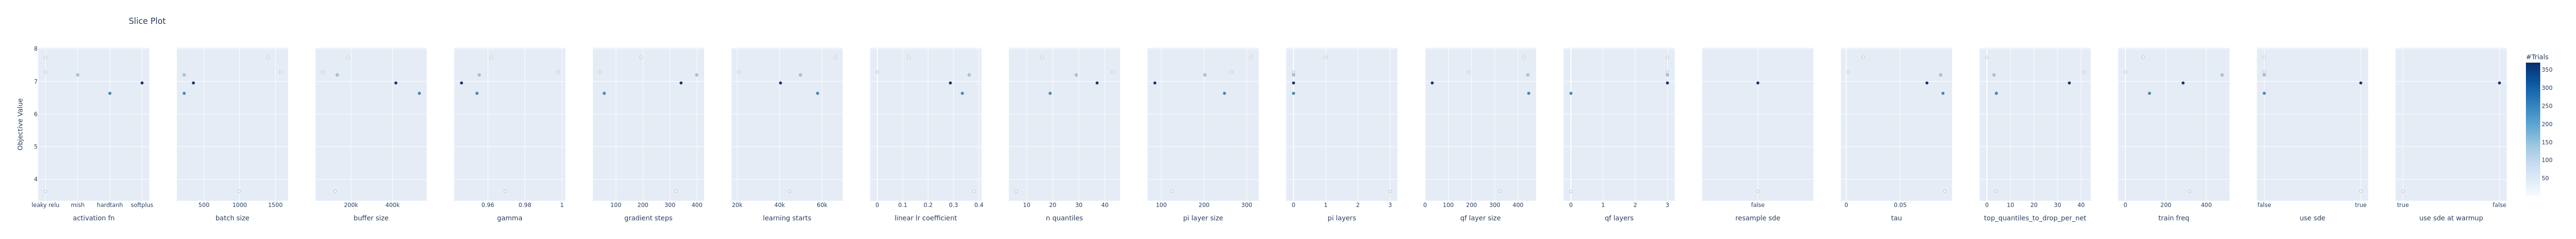 Slice Plot
Objective Value
8
7
6
5
4
leaky relu mish hardtanh softplus
activation fn
500 1000 1500
batch size
200k 400k
buffer size
0.96 0.98 1
gamma
100 200 300 400
gradient steps
20k 40k 60k
learning starts
0 0.1 0.2 0.3 0.4
linear lr coefficient
10 20 30 40
n quantiles
100 200 300
pi layer size
0 1 2 3
pi layers
0 100 200 300 400
qf layer size
0 1 2 3
qf layers
false
resample sde
0 0.05
tau
0 10 20 30 40
top_quantiles_to_drop_per_net
0 200 400
train freq
false true
use sde
true false
use sde at warmup
#Trials
350
300
250
200
150
100
50